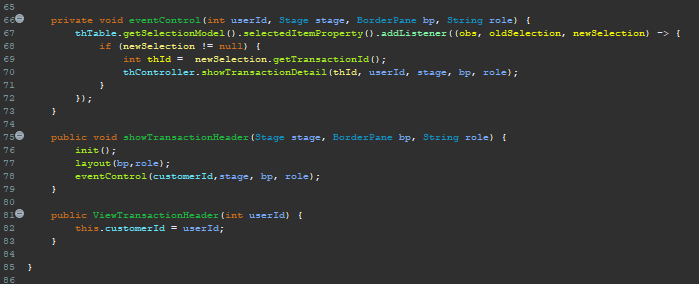 65
66 private void eventControl(int userId, Stage stage, BorderPane bp, String role) {
67 thTable.getSelectionModel().selectedItemProperty().addListener((obs, oldSelection, newSelection) -> {
68 if (newSelection != null) {
69 int thId =  newSelection.getTransactionId();
70 thController.showTransactionDetail(thId, userId, stage, bp, role);
71 }
72 });
73 }
74
75 public void showTransactionHeader(Stage stage, BorderPane bp, String role) {
76 init();
77 layout(bp,role);
78 eventControl(customerId,stage, bp, role);
79 }
80
81 public ViewTransactionHeader(int userId) {
82 this.customerId = userId;
83 }
84
85 }
86